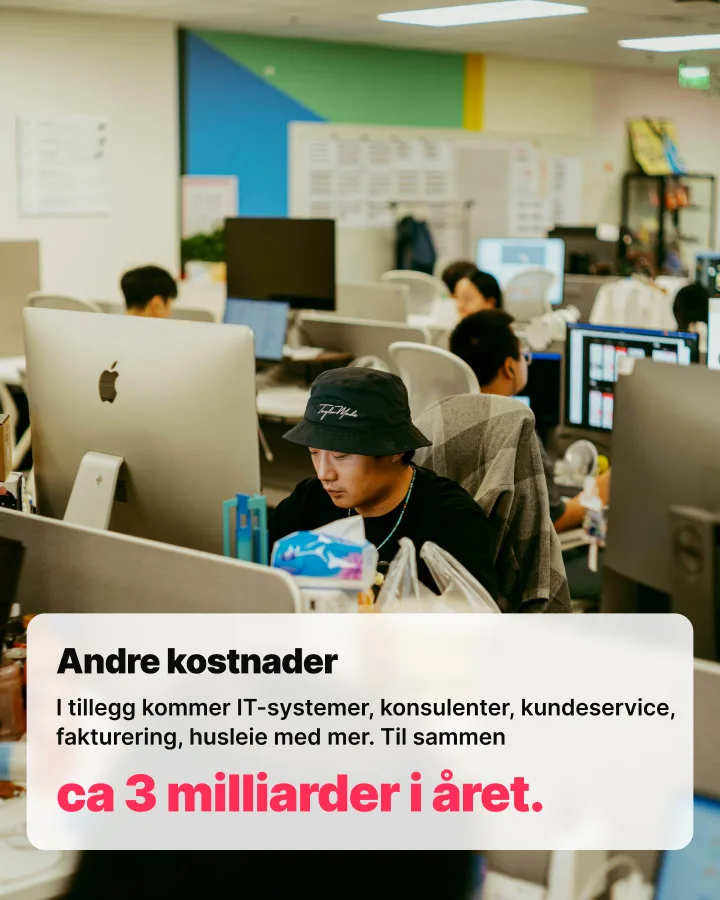 Andre kostnader
I tillegg kommer IT-systemer, konsulenter, kundeservice,
fakturering, husleie med mer. Til sammen
ca 3 milliarder i året.